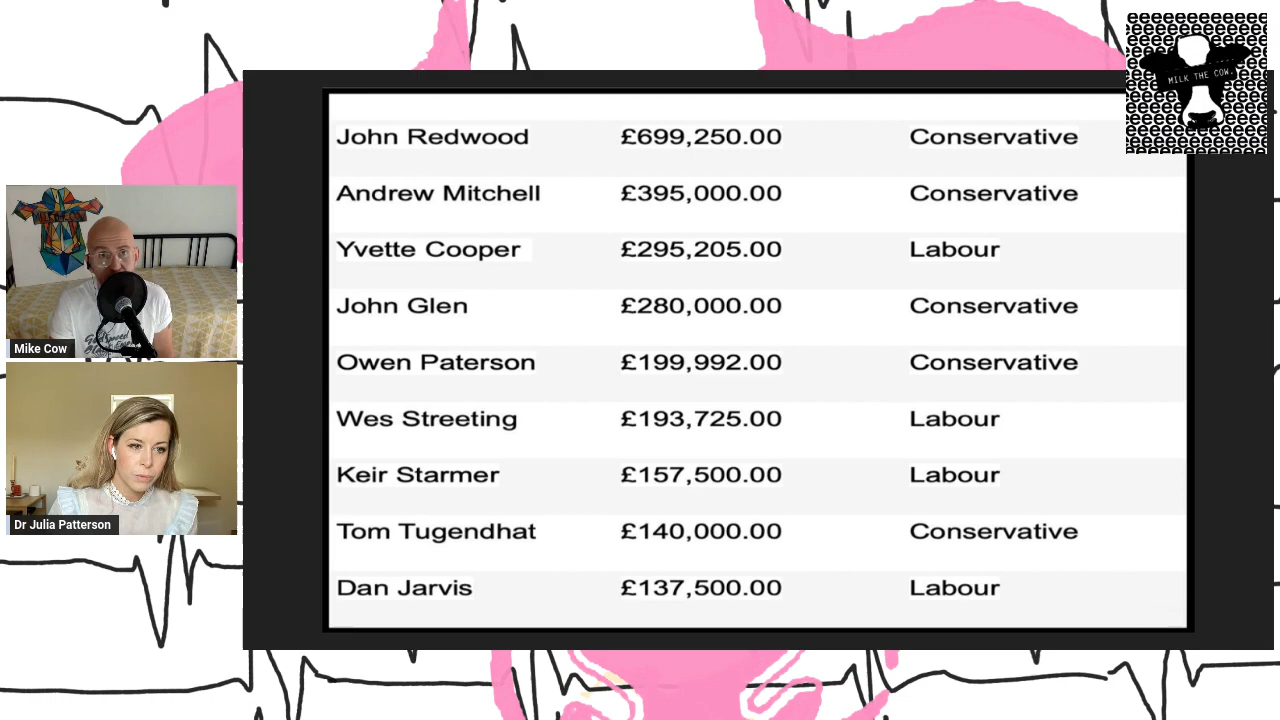 John Redwood £699,250.00 Conservative
Andrew Mitchell £395,000.00 Conservative
Yvette Cooper £295,205.00 Labour
John Glen £280,000.00 Conservative
Owen Paterson £199,992.00 Conservative
Wes Streeting £193,725.00 Labour
Keir Starmer £157,500.00 Labour
Tom Tugendhat £140,000.00 Conservative
Dan Jarvis £137,500.00 Labour
MILK THE COW.
Mike Cow
Dr Julia Patterson